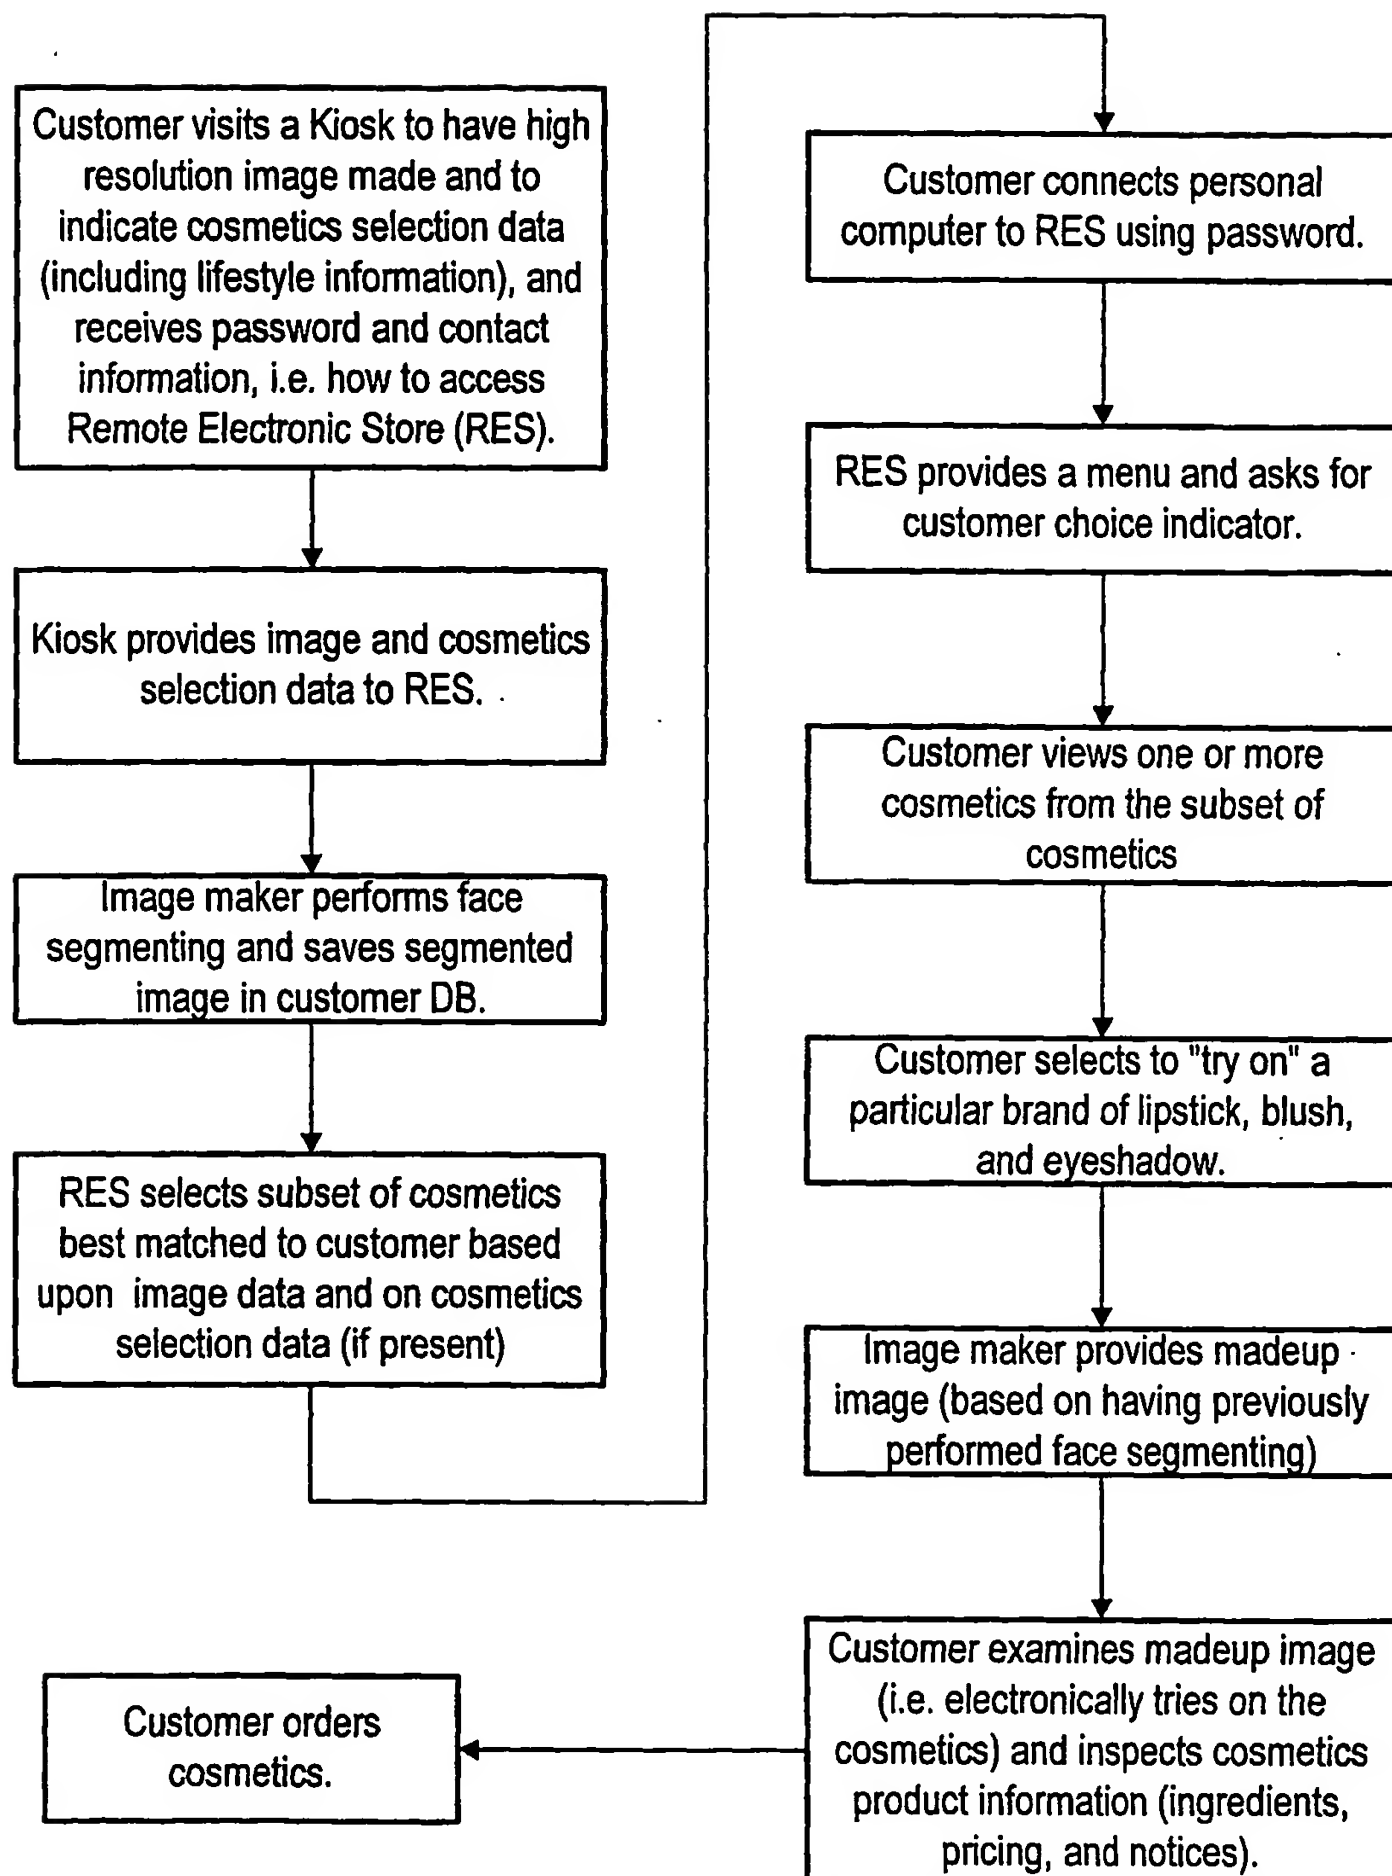 Customer visits a Kiosk to have high
resolution image made and to
indicate cosmetics selection data
(including lifestyle information), and
receives password and contact
information, i.e. how to access
Remote Electronic Store (RES).
Kiosk provides image and cosmetics
selection data to RES.
Image maker performs face
segmenting and saves segmented
image in customer DB.
RES selects subset of cosmetics
best matched to customer based
upon image data and on cosmetics
selection data (if present)
Customer connects personal
computer to RES using password.
RES provides a menu and asks for
customer choice indicator.
Customer views one or more
cosmetics from the subset of
cosmetics
Customer selects to "try on" a
particular brand of lipstick, blush,
and eyeshadow.
Image maker provides madeup
image (based on having previously
performed face segmenting)
Customer examines madeup image
(i.e. electronically tries on the
cosmetics) and inspects cosmetics
product information (ingredients,
pricing, and notices).
Customer orders
cosmetics.